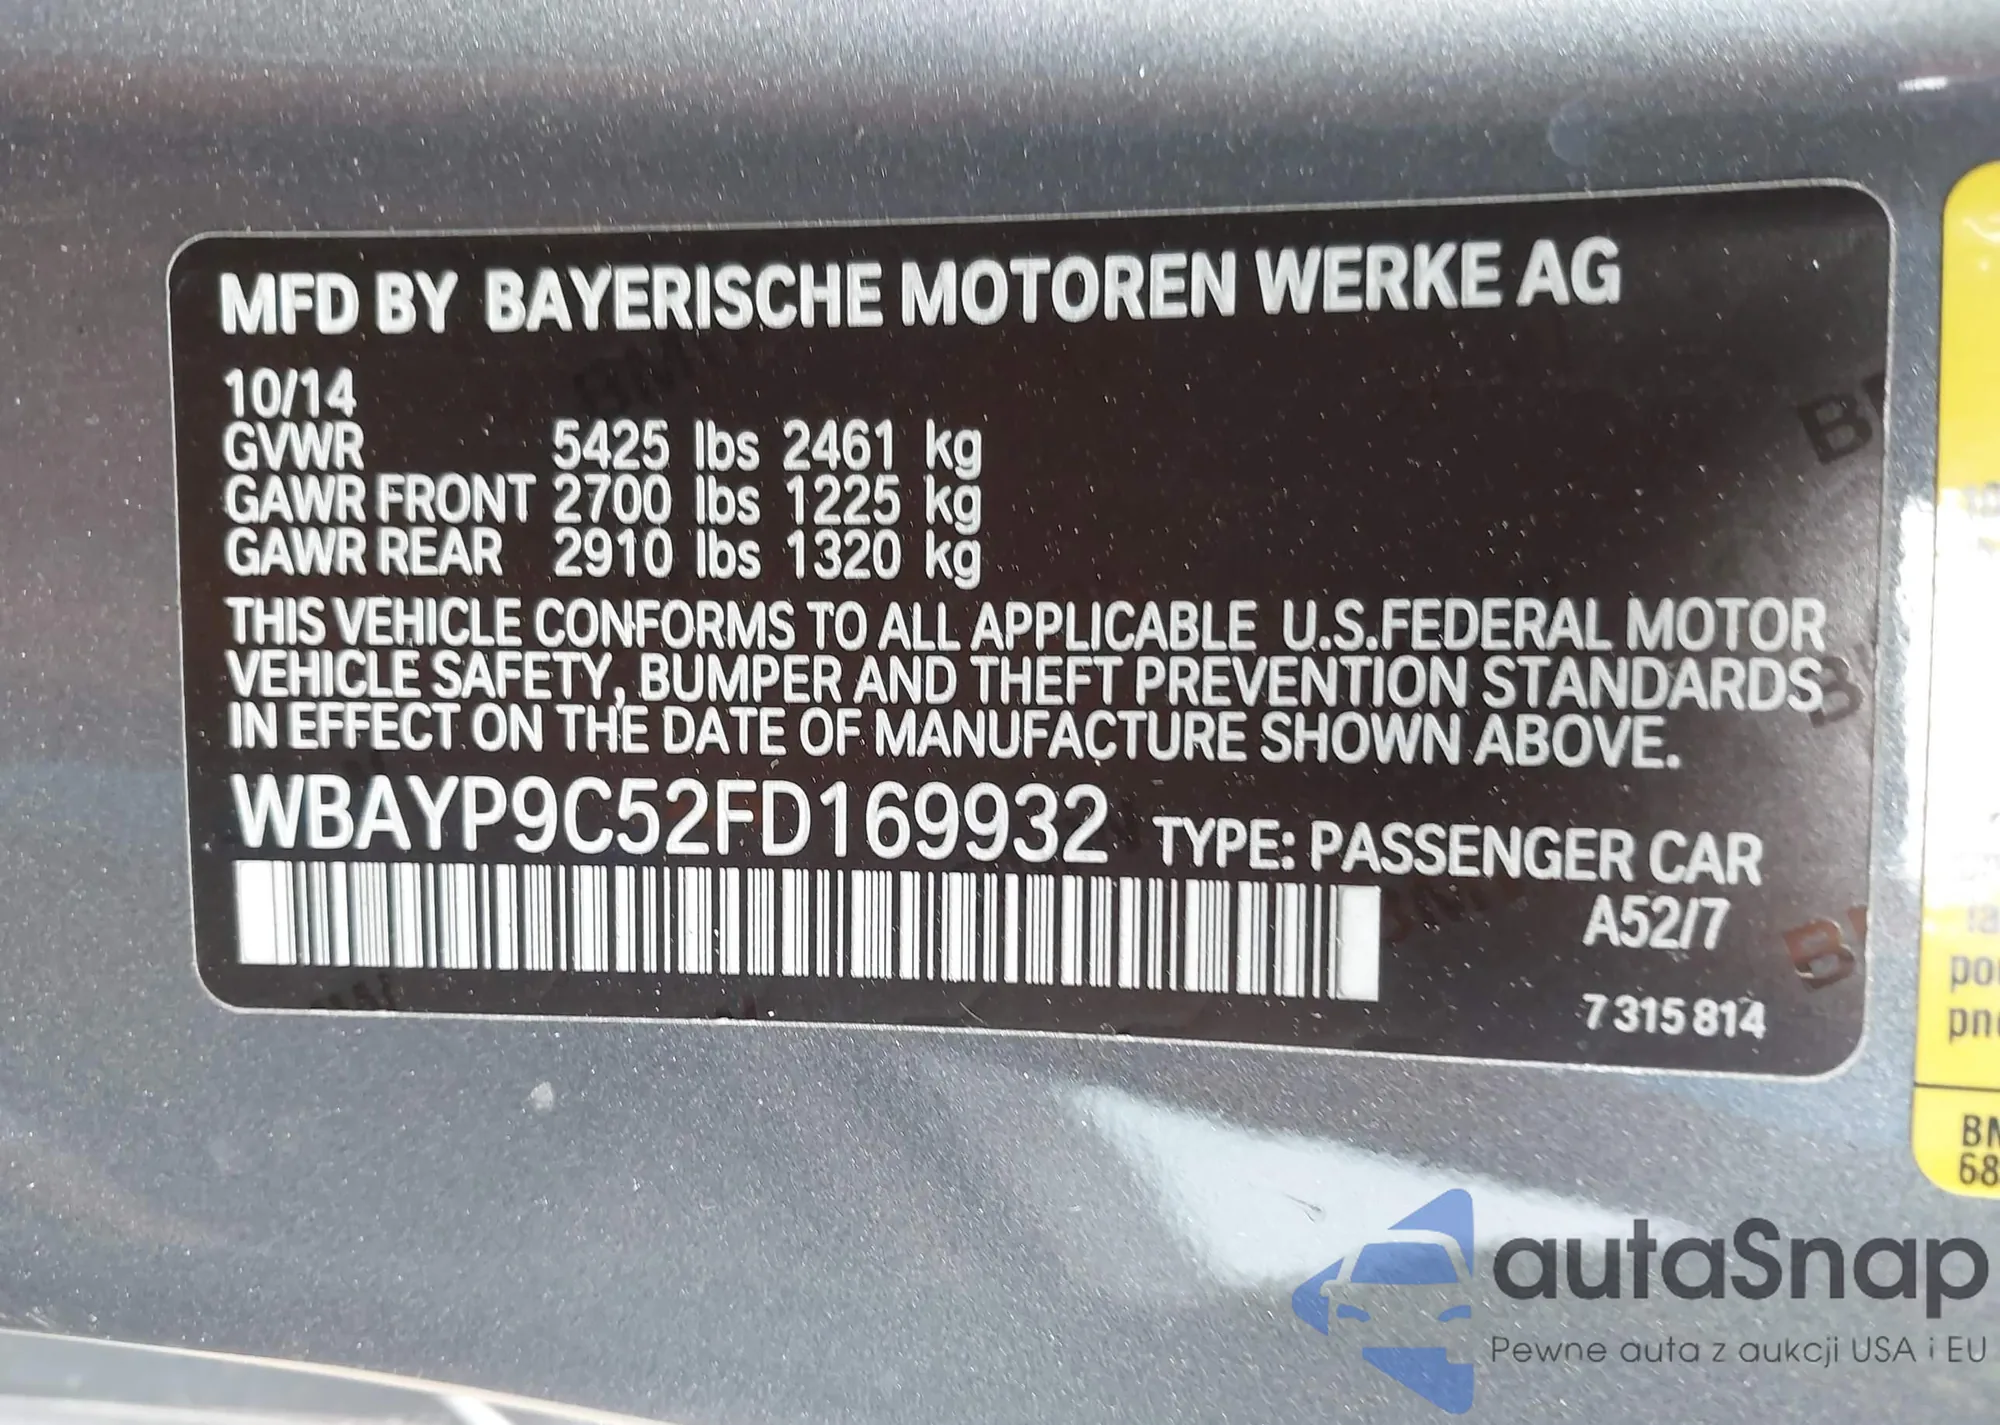 MFD BY BAYERISCHE MOTOREN WERKE AG
10/14
GVWR 5425 lbs 2461 kg
GAWR FRONT 2700 lbs 1225 kg
GAWR REAR 2910 lbs 1320 kg
THIS VEHICLE CONFORMS TO ALL APPLICABLE U.S.FEDERAL MOTOR
VEHICLE SAFETY, BUMPER AND THEFT PREVENTION STANDARDS
IN EFFECT ON THE DATE OF MANUFACTURE SHOWN ABOVE.
WBAYP9C52FD169932 TYPE: PASSENGER CAR
A52/7
7 315 814
autaSnap
Pewne auta z aukcji USA i EU